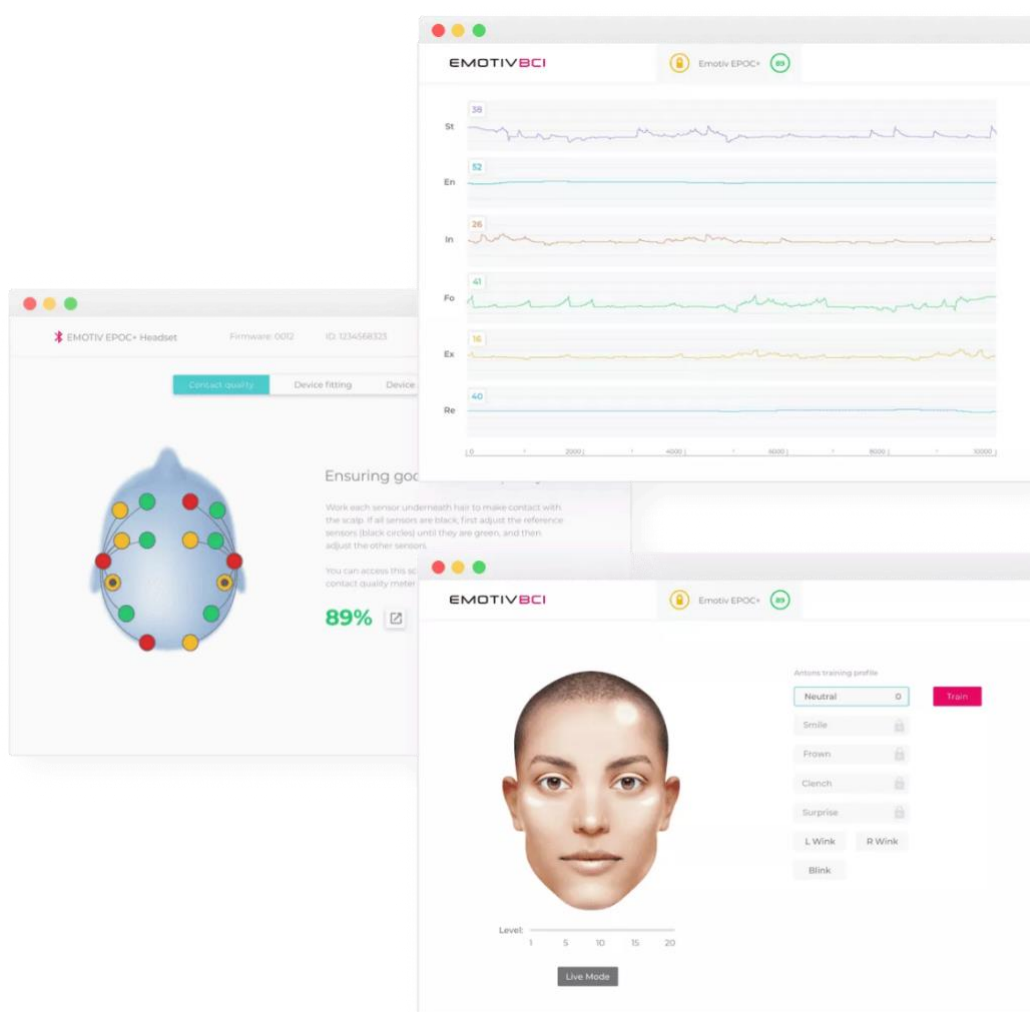 EMOTIVBCI
Emotiv EPOC+ 89
38
St
52
En
26
In
41
Fo
16
Ex
40
Re
0 2000 4000 6000 8000 10000
EMOTIV EPOC+ Headset Firmware: 0012 ID: 1234568323
Contact quality Device fitting Device
Ensuring goo
Work each sensor underneath hair to make contact with
the scalp. If all sensors are black, first adjust the reference
sensors (black circles) until they are green, and then
adjust the other sensors.
You can access this sc
contact quality meter
89%
EMOTIVBCI
Emotiv EPOC+ 89
Antons training profile
Neutral 0 Train
Smile
Frown
Clench
Surprise
L Wink R Wink
Blink
Level:
1 5 10 15 20
Live Mode